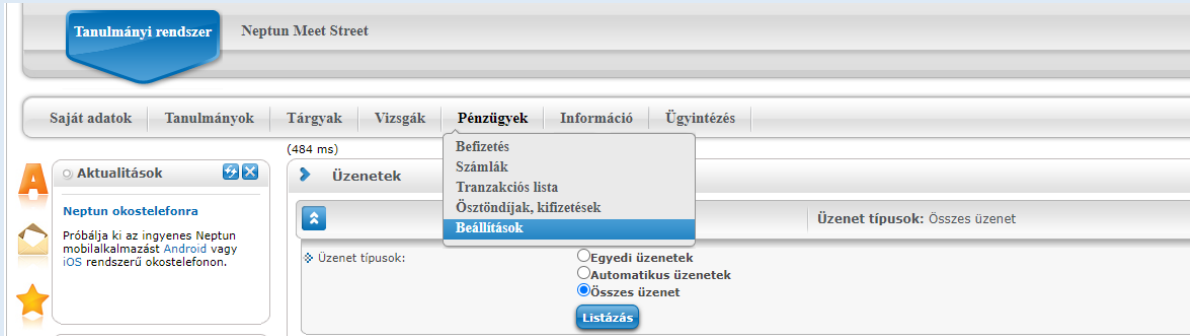 Tanulmányi rendszer Neptun Meet Street
Saját adatok Tanulmányok Tárgyak Vizsgák Pénzügyek Információ Ügyintézés
(484 ms)
Befizetés
Számlák
Tranzakciós lista
Ösztöndíjak, kifizetések
Beállítások
Aktualitások
Neptun okostelefonra
Próbálja ki az ingyenes Neptun
mobilalkalmazást Android vagy
iOS rendszerű okostelefonon.
Üzenetek
Üzenet típusok: Összes üzenet
Üzenet típusok:
Egyedi üzenetek
Automatikus üzenetek
Összes üzenet
Listázás